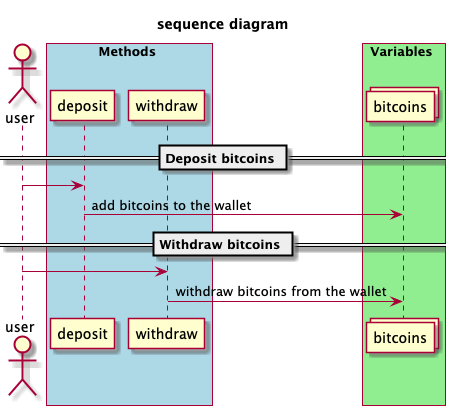 sequence diagram
Methods
Variables
user
deposit
withdraw
bitcoins
Deposit bitcoins
add bitcoins to the wallet
Withdraw bitcoins
withdraw bitcoins from the wallet
user
deposit
withdraw
bitcoins